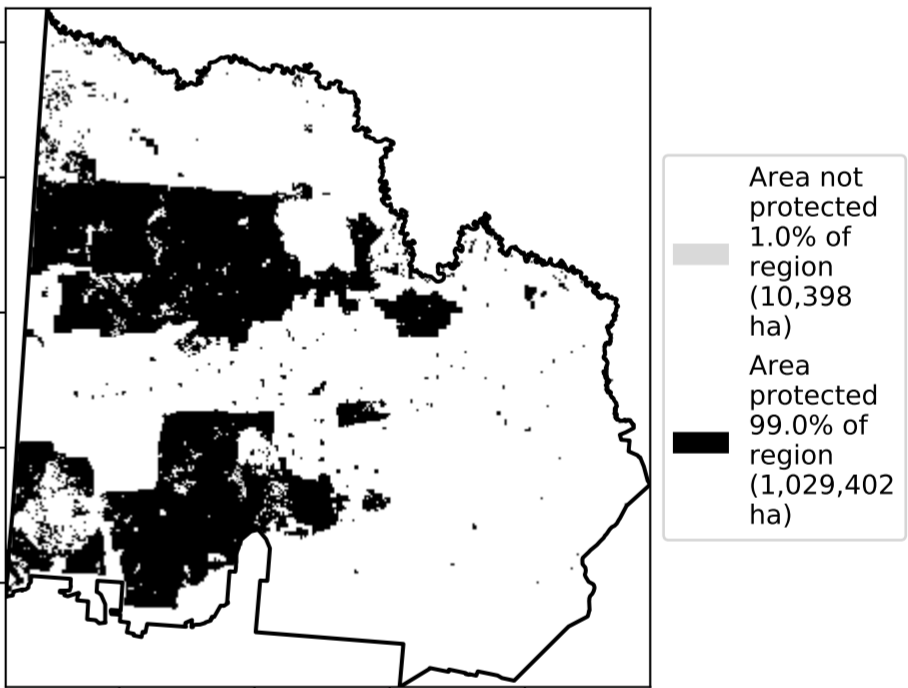 Area not
protected
1.0% of
region
(10,398
ha)
Area
protected
99.0% of
region
(1,029,402
ha)